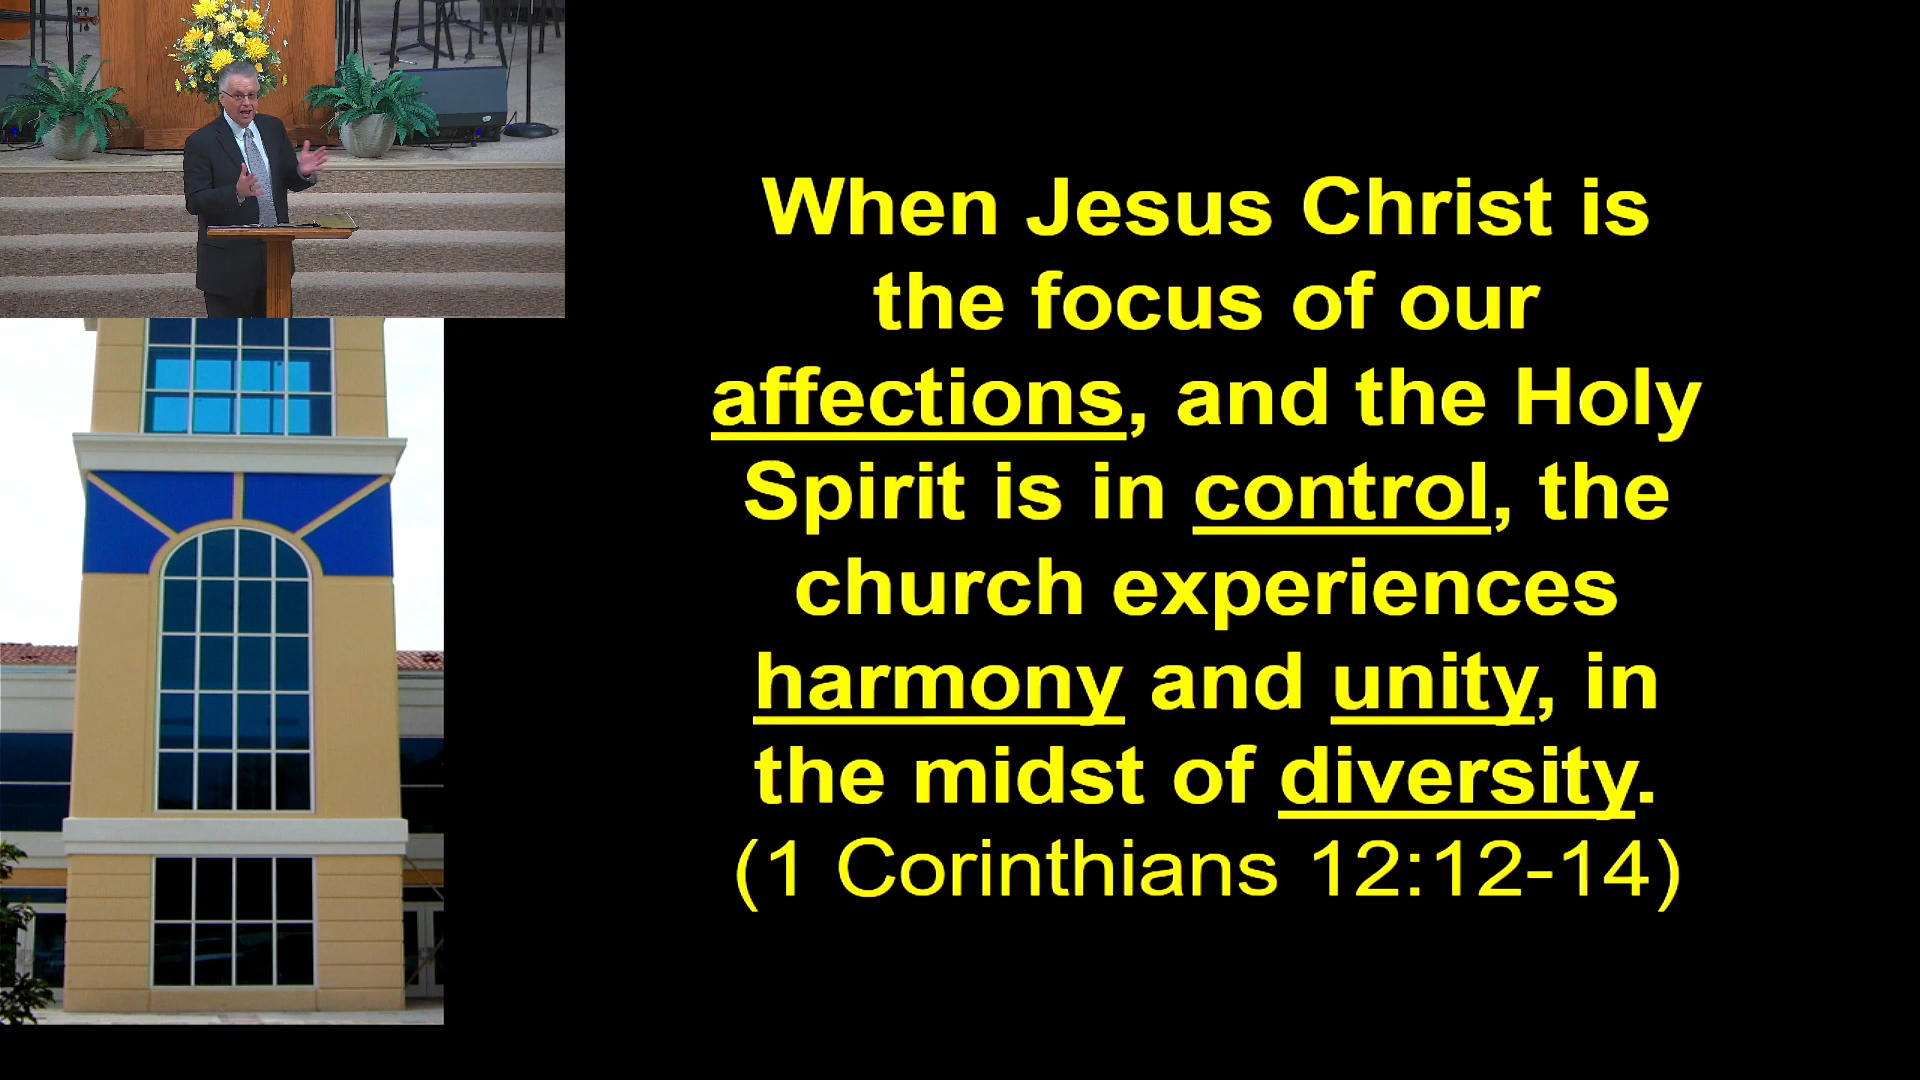 When Jesus Christ is
the focus of our
affections, and the Holy
Spirit is in control, the
church experiences
harmony and unity, in
the midst of diversity.
(1 Corinthians 12:12-14)